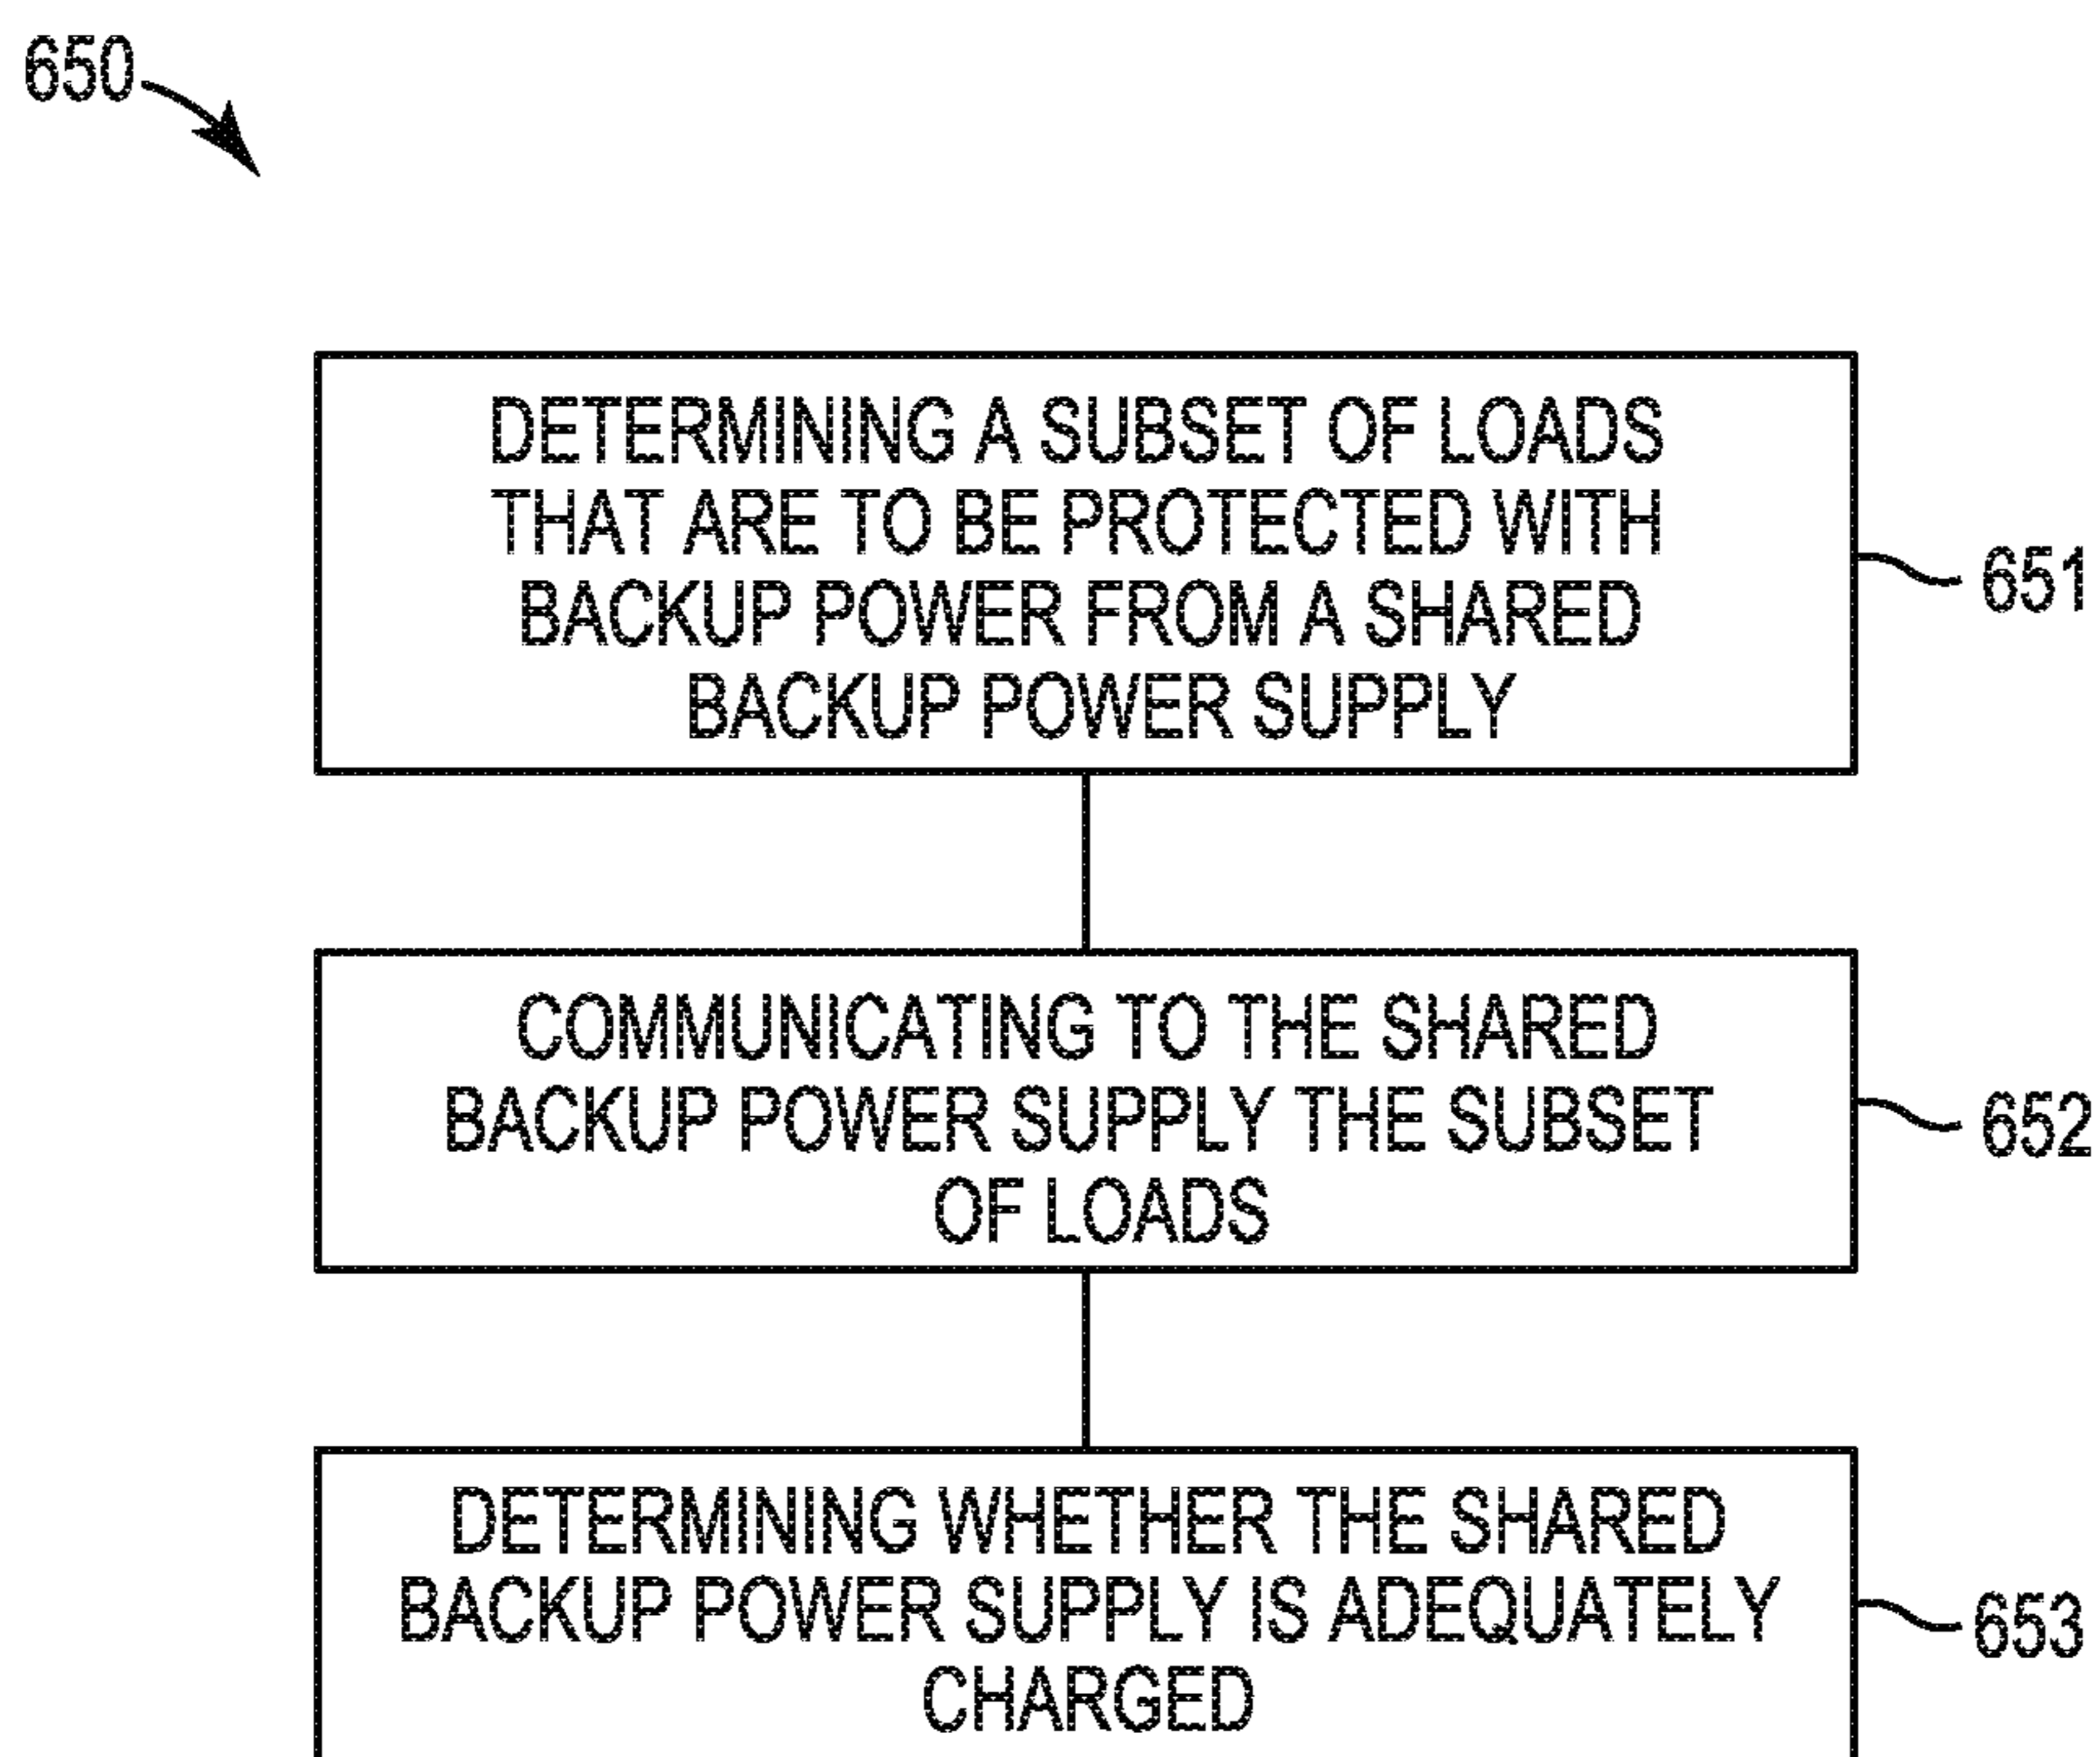 650
DETERMINING A SUBSET OF LOADS
THAT ARE TO BE PROTECTED WITH
BACKUP POWER FROM A SHARED
BACKUP POWER SUPPLY
651
COMMUNICATING TO THE SHARED
BACKUP POWER SUPPLY THE SUBSET
OF LOADS
652
DETERMINING WHETHER THE SHARED
BACKUP POWER SUPPLY IS ADEQUATELY
CHARGED
653